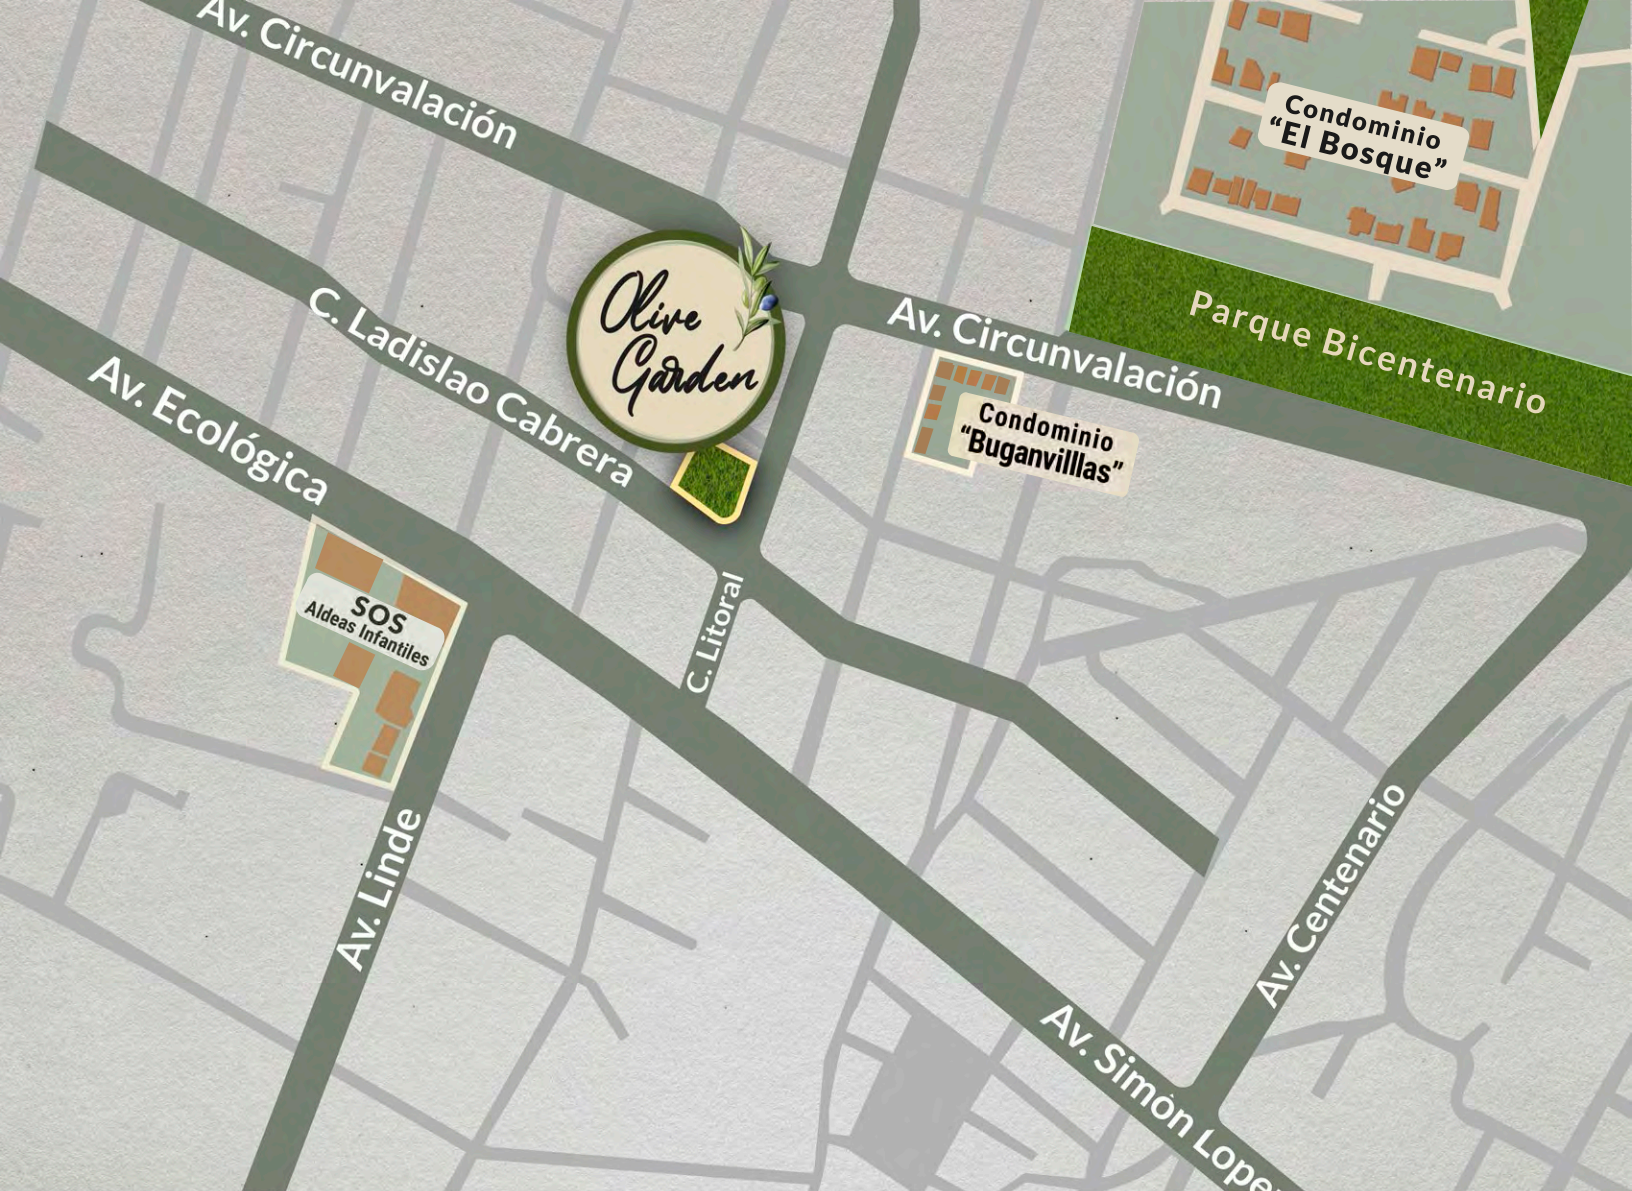 Av. Circunvalación
Condominio
“El Bosque”
Parque Bicentenario
C. Ladislao Cabrera
Olive
Garden
Av. Circunvalación
Condominio
“Buganvilllas”
Av. Ecológica
SOS
Aldeas Infantiles
C. Litoral
Av. Linde
Av. Centenario
Av. Simón Lope